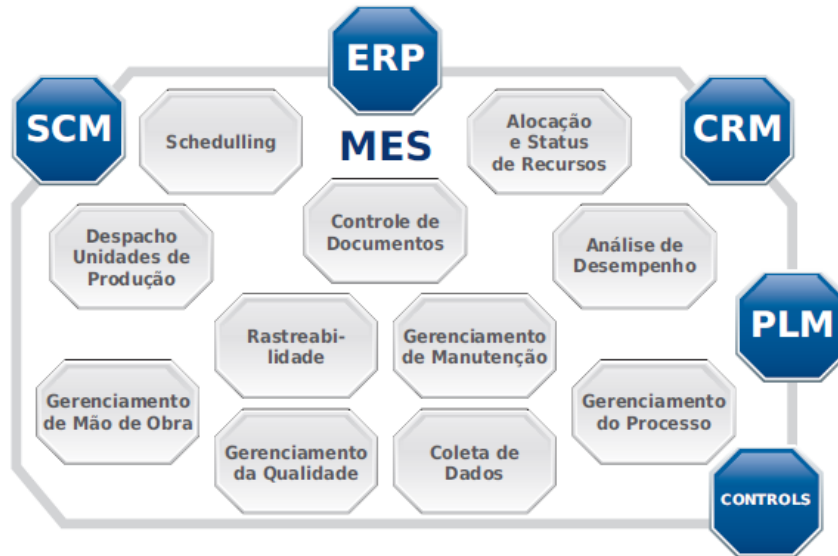 ERP
SCM
CRM
MES
Schedulling
Alocação
e Status
de Recursos
Controle de
Documentos
Despacho
Unidades de
Produção
Análise de
Desempenho
PLM
Rastreabi-
lidade
Gerenciamento
de Manutenção
Gerenciamento
de Mão de Obra
Gerenciamento
do Processo
Gerenciamento
da Qualidade
Coleta de
Dados
CONTROLS